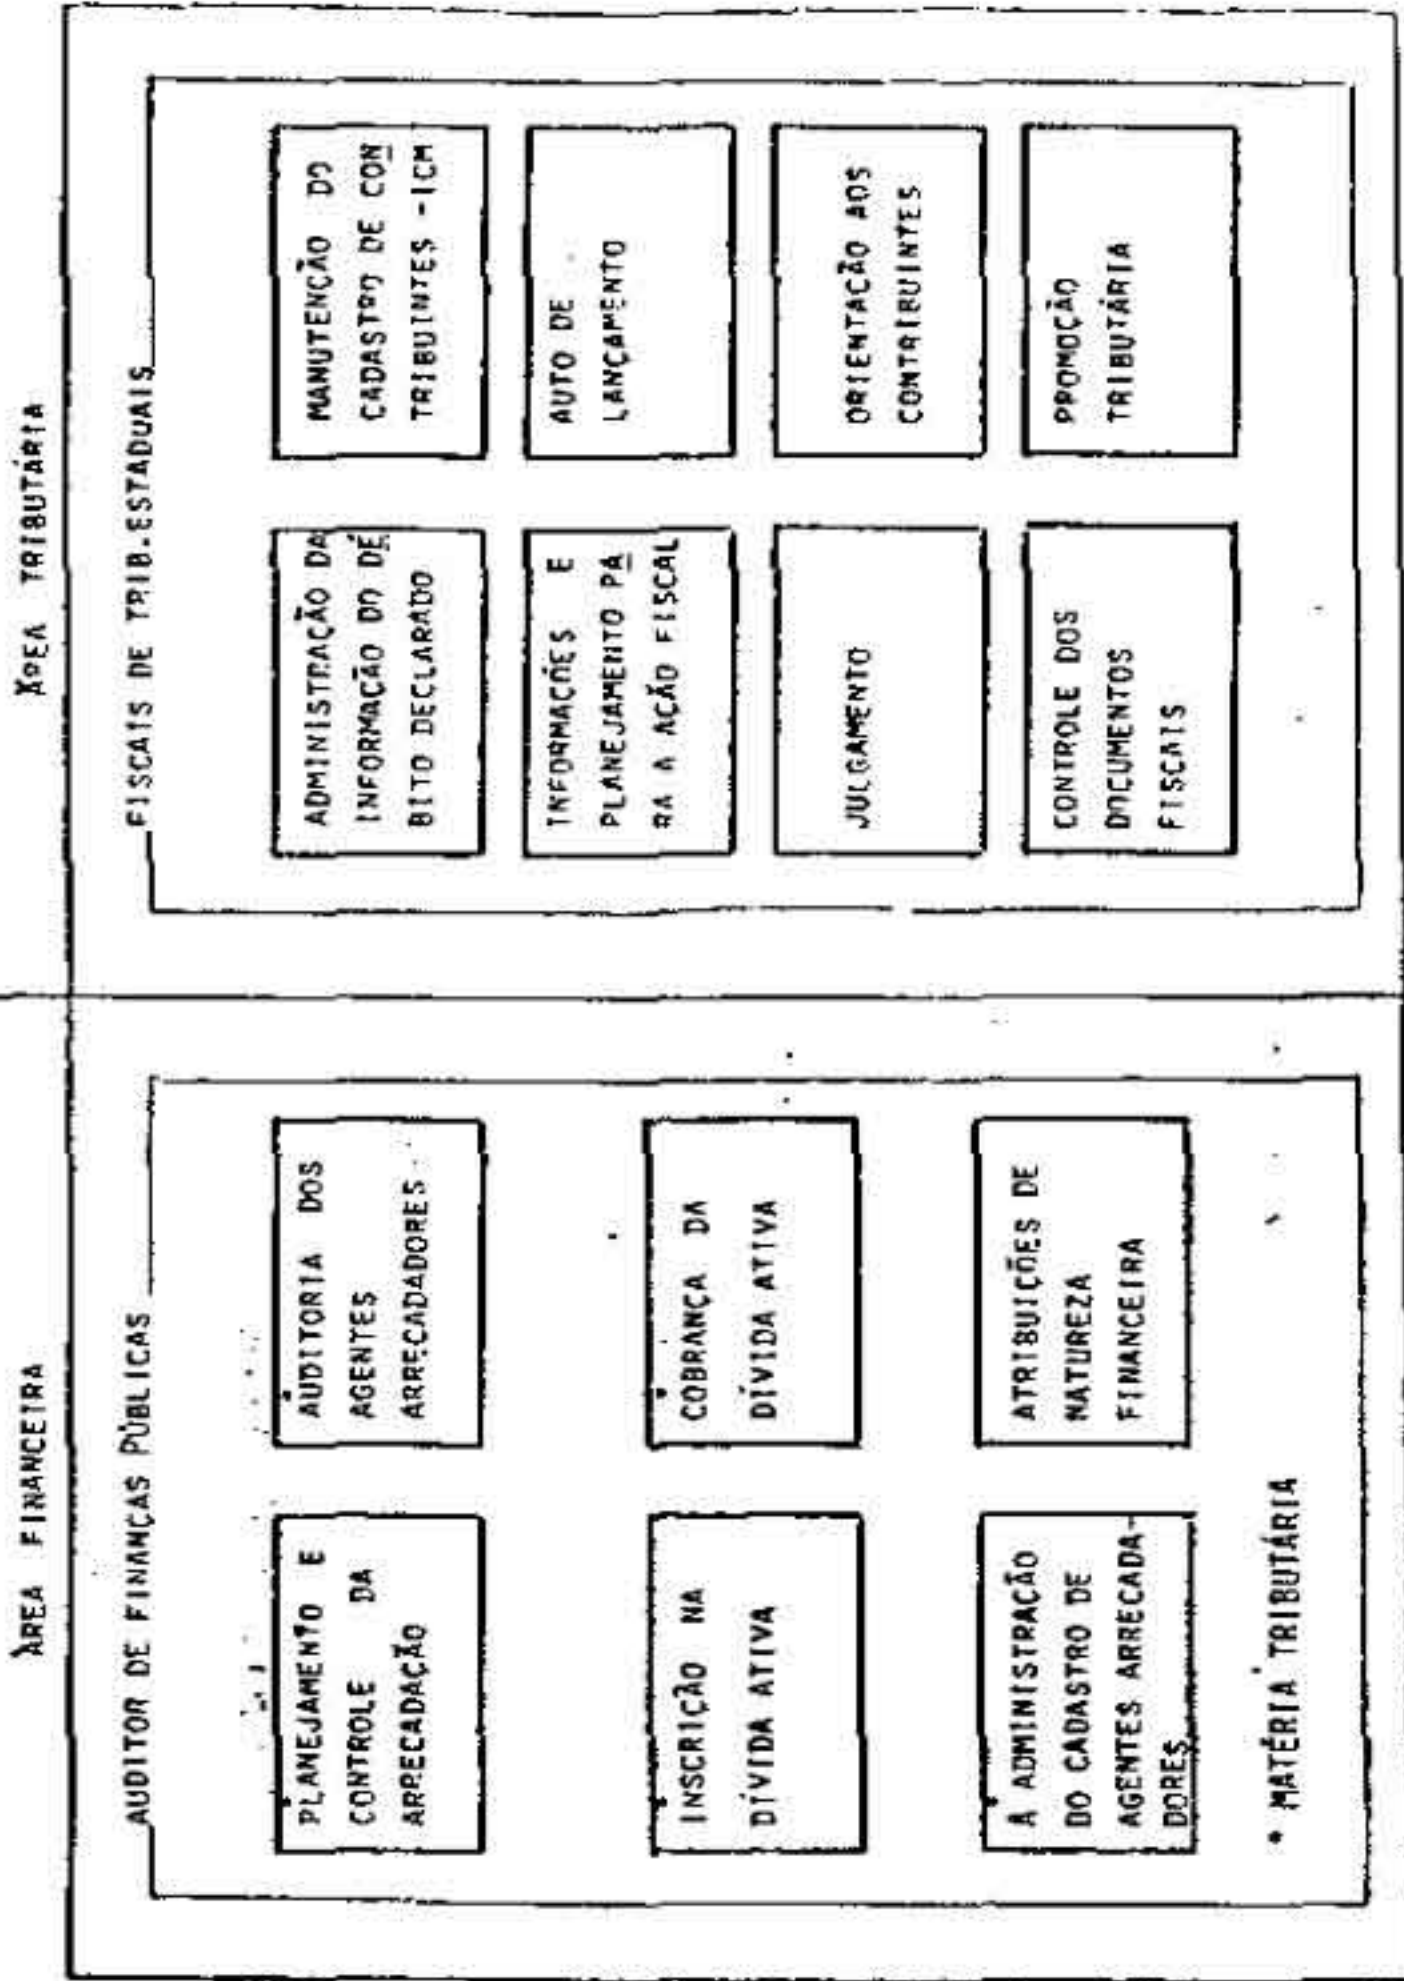 ÁREA FINANCEIRA
AUDITOR DE FINANÇAS PÚBLICAS
* PLANEJAMENTO E
CONTROLE DA
ARRECADAÇÃO
* AUDITORIA DOS
AGENTES
ARRECADADORES
* INSCRIÇÃO NA
DÍVIDA ATIVA
* COBRANÇA DA
DÍVIDA ATIVA
* A ADMINISTRAÇÃO
DO CADASTRO DE
AGENTES ARRECADA-
DORES
ATRIBUIÇÕES DE
NATUREZA
FINANCEIRA
* MATÉRIA TRIBUTÁRIA
ÁREA TRIBUTÁRIA
FISCAIS DE TRIB.ESTADUAIS
ADMINISTRAÇÃO DA
INFORMAÇÃO DO DÉ
BITO DECLARADO
MANUTENÇÃO DO
CADASTRO DE CON
TRIBUINTES -ICM
INFORMAÇÕES E
PLANEJAMENTO PA
RA A AÇÃO FISCAL
AUTO DE
LANÇAMENTO
JULGAMENTO
ORIENTAÇÃO AOS
CONTRIBUINTES
CONTROLE DOS
DOCUMENTOS
FISCAIS
PROMOÇÃO
TRIBUTÁRIA